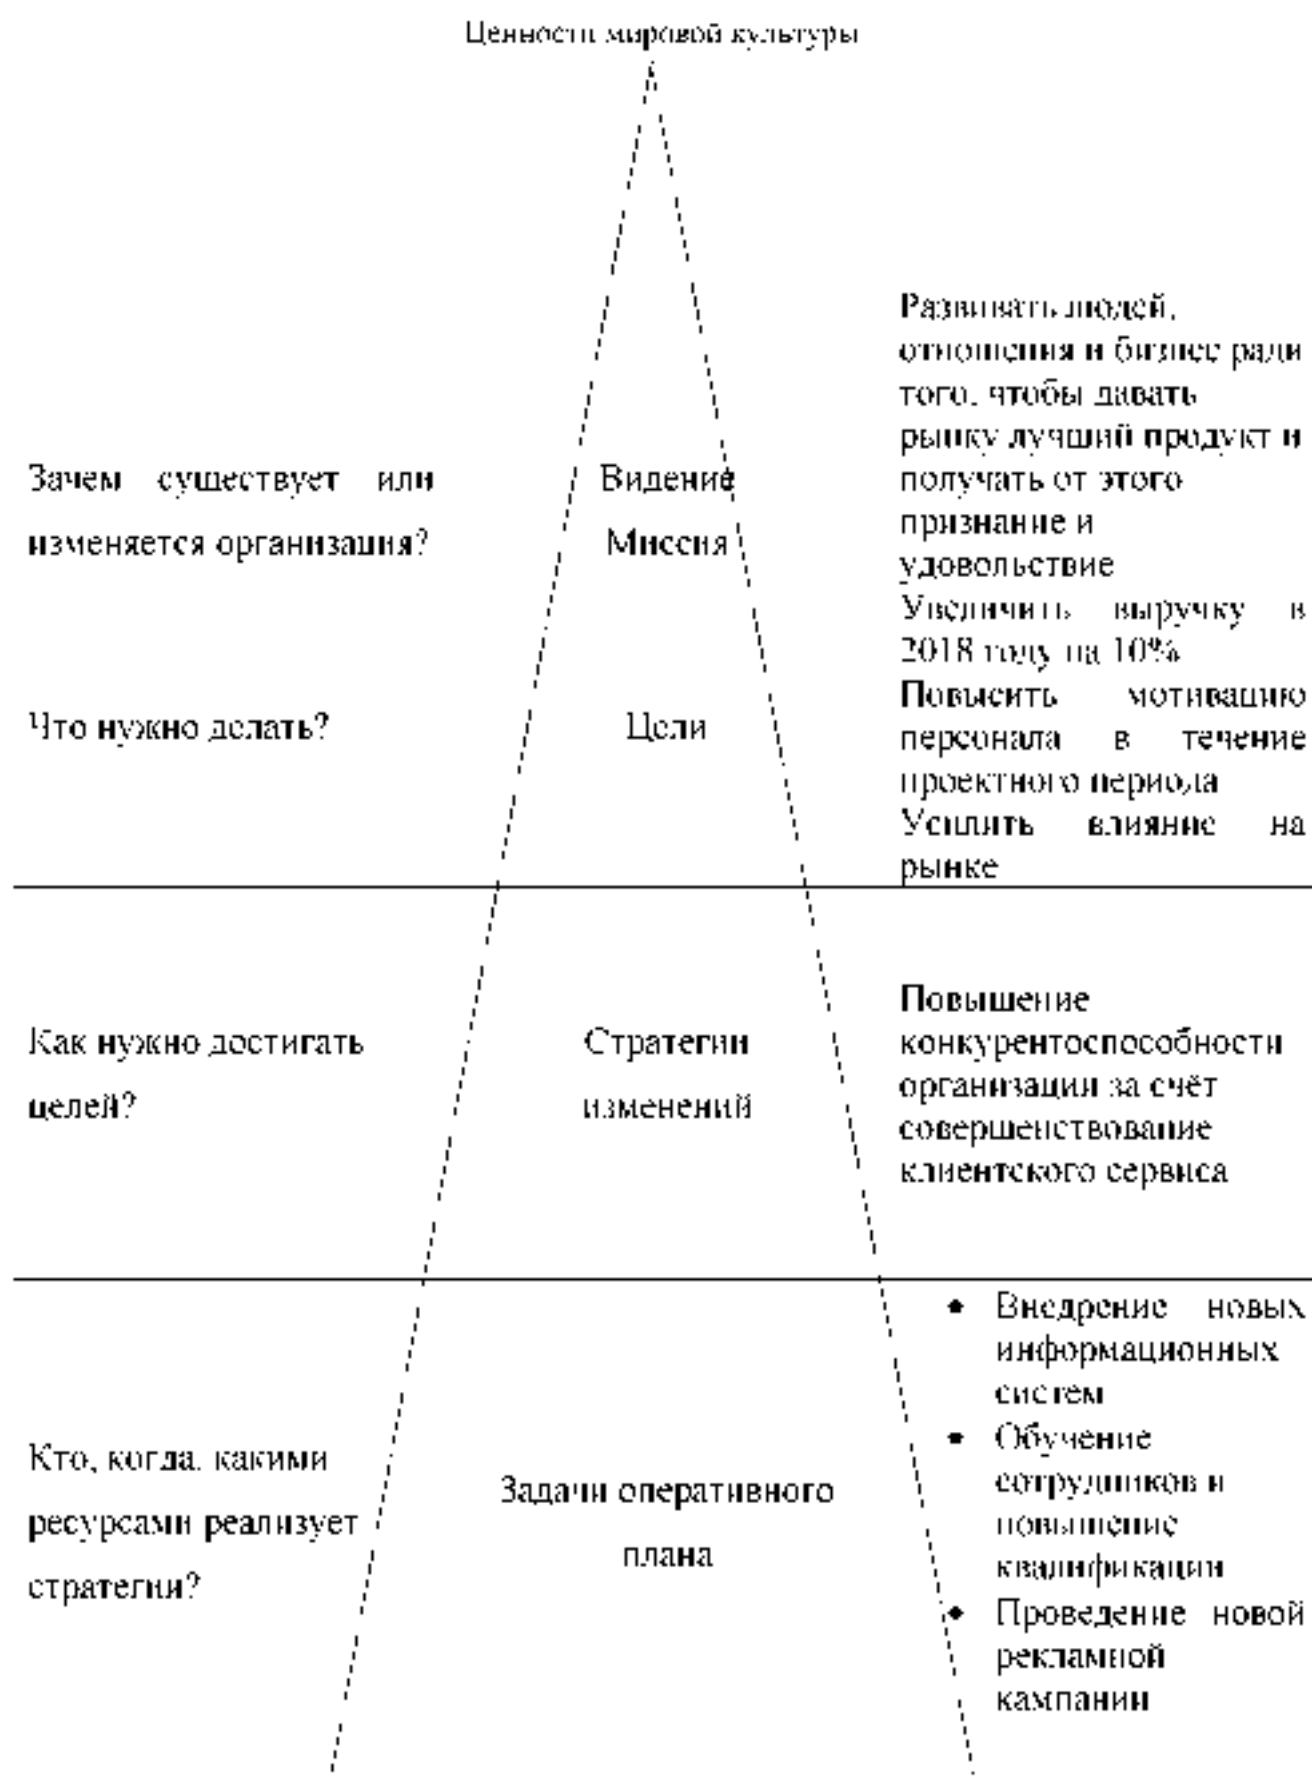 Ценности мировой культуры
Зачем существует или
изменяется организация?
Видение
Миссия
Развивать людей,
отношения и бизнес ради
того, чтобы давать
рынку лучший продукт и
получать от этого
признание и
удовольствие
Что нужно делать?
Цели
Увеличить выручку в
2018 году на 10%
Повысить мотивацию
персонала в течение
проектного периода
Усилить влияние на
рынке
Как нужно достигать
целей?
Стратегии
изменений
Повышение
конкурентоспособности
организации за счёт
совершенствование
клиентского сервиса
Кто, когда, какими
ресурсами реализует
стратегии?
Задачи оперативного
плана
• Внедрение новых
информационных
систем
• Обучение
сотрудников и
повышение
квалификации
• Проведение новой
рекламной
кампании